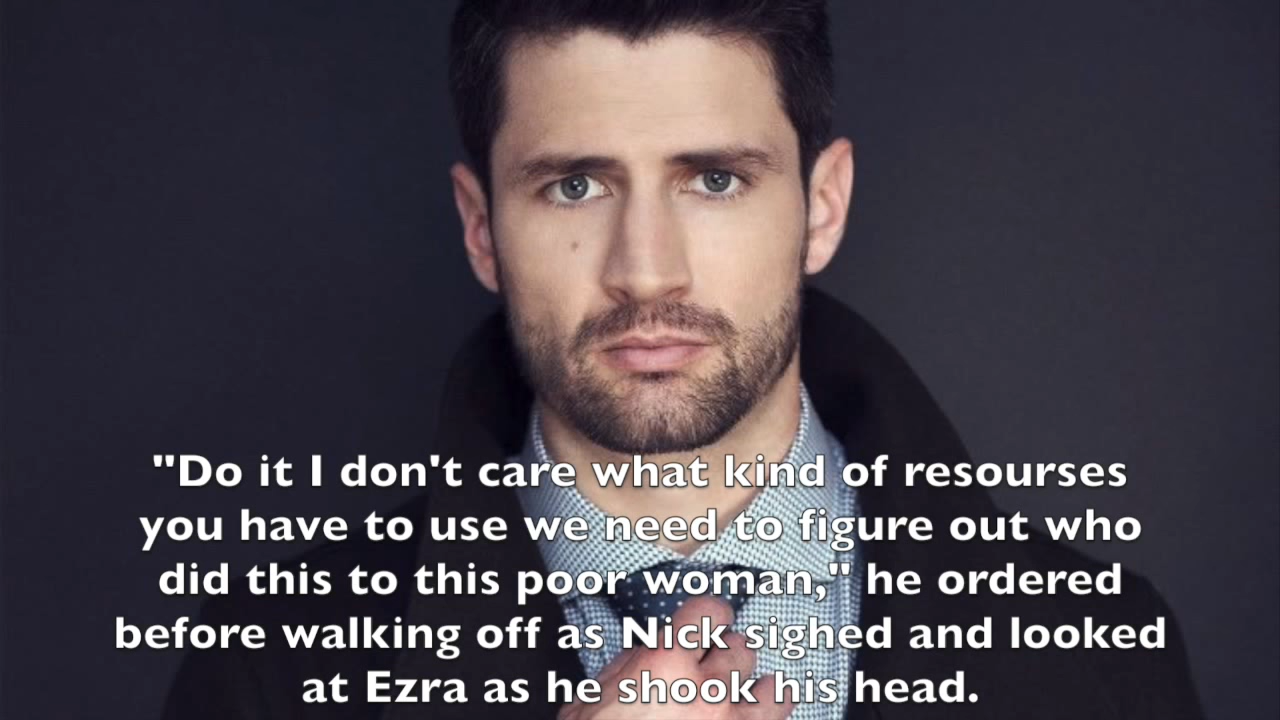 "Do it I don't care what kind of resourses
you have to use we need to figure out who
did this to this poor woman," he ordered
before walking off as Nick sighed and looked
at Ezra as he shook his head.